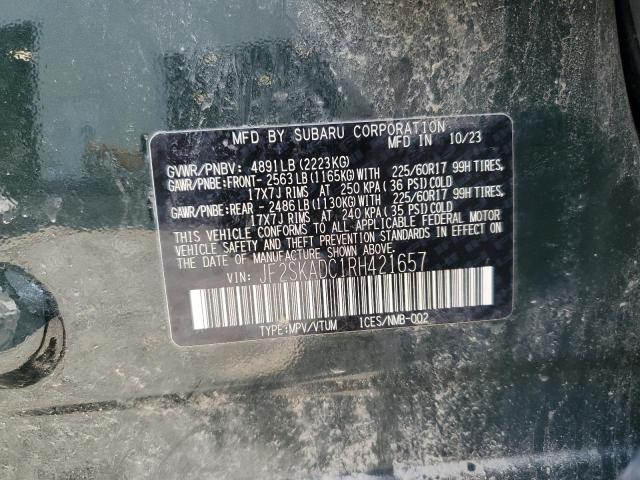 MFD BY SUBARU CORPORATION
MFD IN 10/23
GVWR/PNBV: 4891LB (2223KG)
GAWR/PNBE:FRONT- 2563LB(1165KG)WITH 225/60R17 99H TIRES,
17X7J RIMS AT 250 KPA (36 PSI)COLD
GAWR/PNBE:REAR- 2486LB(1130KG)WITH 225/60R17 99H TIRES,
17X7J RIMS AT 240 KPA (35 PSI)COLD
THIS VEHICLE CONFORMS TO ALL APPLICABLE FEDERAL MOTOR
VEHICLE SAFETY AND THEFT PREVENTION STANDARDS IN EFFECT ON
THE DATE OF MANUFACTURE SHOWN ABOVE.
VIN: JF2SKADC1RH421657
TYPE:MPV/VTUM ICES/NMB-002